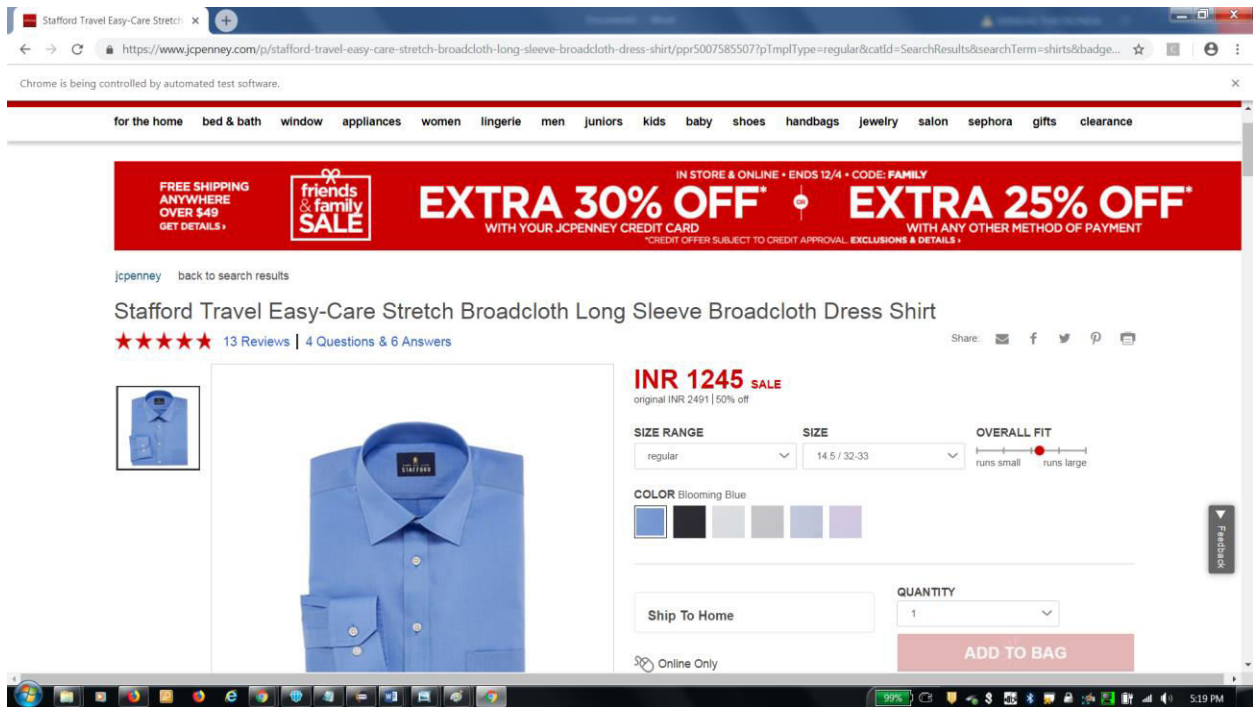 Stafford Travel Easy-Care Stretch
https://www.jcpenney.com/p/stafford-travel-easy-care-stretch-broadcloth-long-sleeve-broadcloth-dress-shirt/ppr5007585507?pTmplType=regular&catId=SearchResults&searchTerm=shirts&badge...
Chrome is being controlled by automated test software.
for the home bed & bath window appliances women lingerie men juniors kids baby shoes handbags jewelry salon sephora gifts clearance
FREE SHIPPING
ANYWHERE
OVER $49
GET DETAILS ›
friends
& family
SALE
IN STORE & ONLINE • ENDS 12/4 • CODE: FAMILY
EXTRA 30% OFF* OR EXTRA 25% OFF*
WITH YOUR JCPENNEY CREDIT CARD WITH ANY OTHER METHOD OF PAYMENT
*CREDIT OFFER SUBJECT TO CREDIT APPROVAL. EXCLUSIONS & DETAILS ›
jcpenney back to search results
Stafford Travel Easy-Care Stretch Broadcloth Long Sleeve Broadcloth Dress Shirt
13 Reviews | 4 Questions & 6 Answers
Share:
INR 1245 SALE
original INR 2491 | 50% off
SIZE RANGE SIZE OVERALL FIT
regular 14.5 / 32-33
runs small runs large
COLOR Blooming Blue
STAFFORD
Feedback
QUANTITY
Ship To Home 1
ADD TO BAG
Online Only
99% 5:19 PM